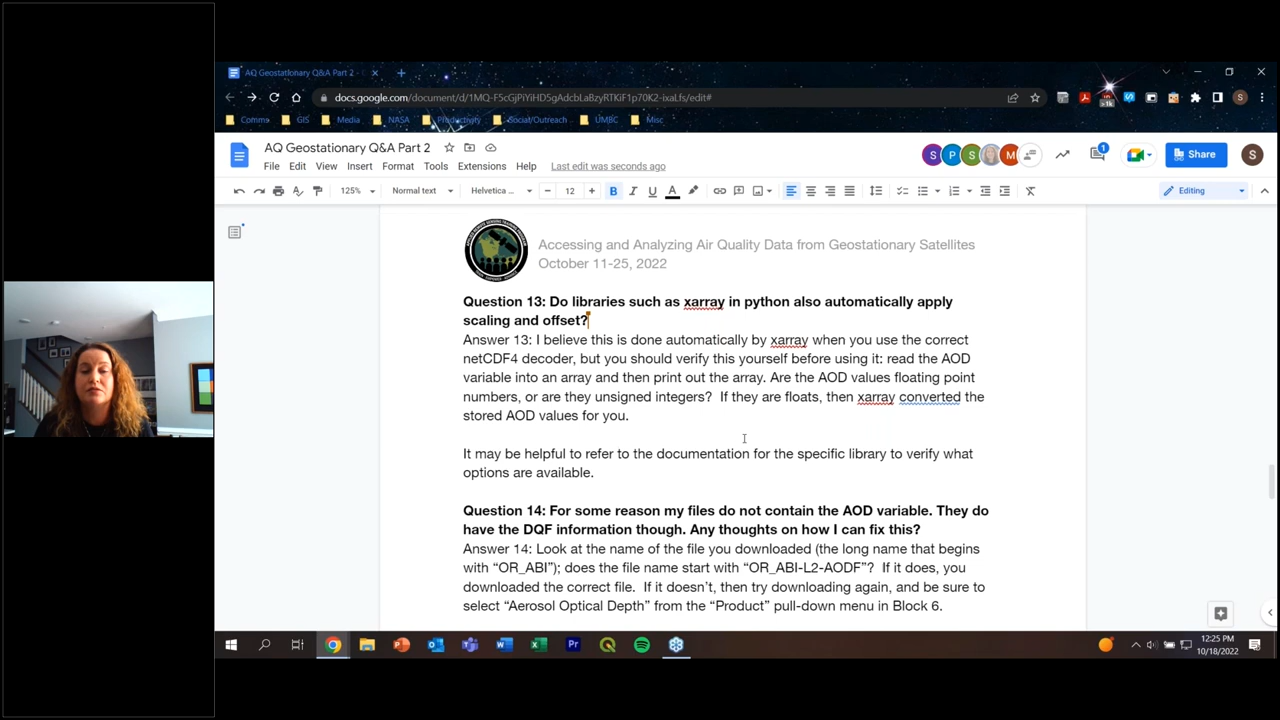 AQ Geostationary Q&A Part 2 -
docs.google.com/document/d/1MQ-F5cGjPiYiHD5gAdcbLaBzyRTKiF1p70K2-ixaLfs/edit#
>1k
Comms GIS Media NASA Productivity Social/Outreach UMBC Misc
AQ Geostationary Q&A Part 2
S P S M 1 Share S
File Edit View Insert Format Tools Extensions Help Last edit was seconds ago
125% Normal text Helvetica ... 12 B I U A Editing
Accessing and Analyzing Air Quality Data from Geostationary Satellites
October 11-25, 2022
Question 13: Do libraries such as xarray in python also automatically apply
scaling and offset?
Answer 13: I believe this is done automatically by xarray when you use the correct
netCDF4 decoder, but you should verify this yourself before using it: read the AOD
variable into an array and then print out the array. Are the AOD values floating point
numbers, or are they unsigned integers? If they are floats, then xarray converted the
stored AOD values for you.
It may be helpful to refer to the documentation for the specific library to verify what
options are available.
Question 14: For some reason my files do not contain the AOD variable. They do
have the DQF information though. Any thoughts on how I can fix this?
Answer 14: Look at the name of the file you downloaded (the long name that begins
with “OR_ABI”); does the file name start with “OR_ABI-L2-AODF”? If it does, you
downloaded the correct file. If it doesn’t, then try downloading again, and be sure to
select “Aerosol Optical Depth” from the “Product” pull-down menu in Block 6.
12:25 PM
10/18/2022